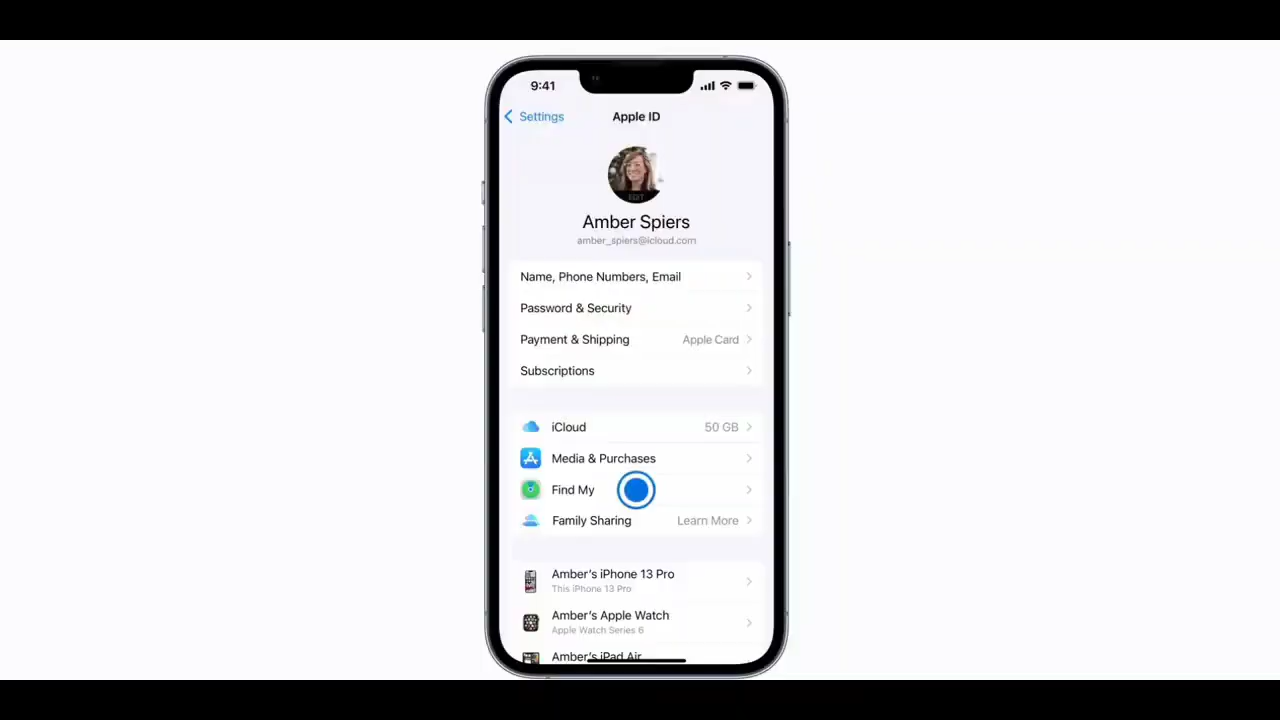 9:41
Settings
Apple ID
EDIT
Amber Spiers
amber_spiers@icloud.com
Name, Phone Numbers, Email
Password & Security
Payment & Shipping Apple Card
Subscriptions
iCloud 50 GB
Media & Purchases
Find My
Family Sharing Learn More
Amber's iPhone 13 Pro
This iPhone 13 Pro
Amber's Apple Watch
Apple Watch Series 6
Amber's iPad Air